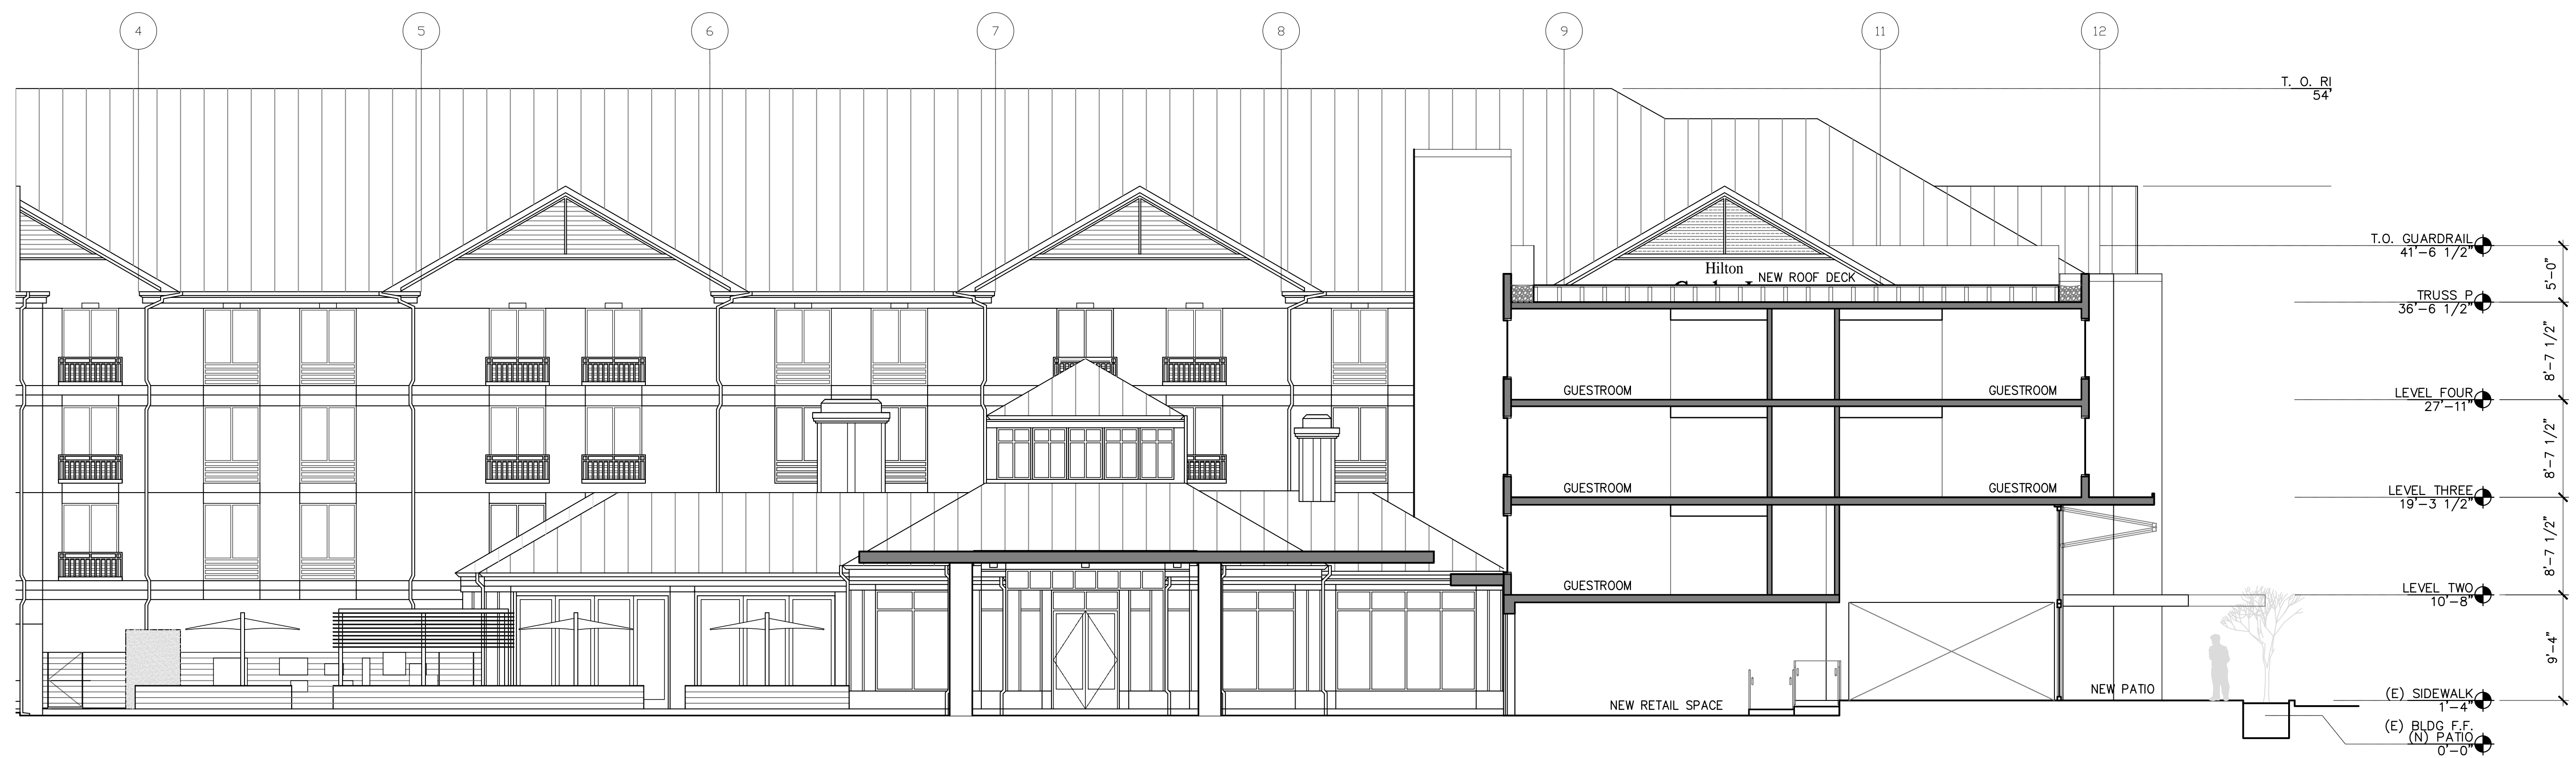 4 5 6 7 8 9 11 12
T. O. RI
54'
T.O. GUARDRAIL
41'-6 1/2"
5'-0"
Hilton
NEW ROOF DECK
TRUSS P
36'-6 1/2"
8'-7 1/2"
GUESTROOM GUESTROOM
LEVEL FOUR
27'-11"
8'-7 1/2"
GUESTROOM GUESTROOM
LEVEL THREE
19'-3 1/2"
8'-7 1/2"
GUESTROOM
LEVEL TWO
10'-8"
9'-4"
NEW RETAIL SPACE
NEW PATIO
(E) SIDEWALK
1'-4"
(E) BLDG F.F.
(N) PATIO
0'-0"